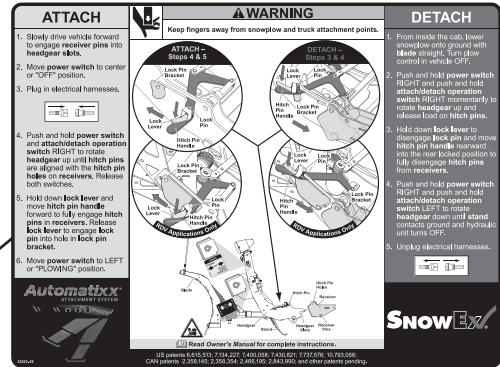 ATTACH
1. Slowly drive vehicle forward
to engage receiver pins into
headgear slots.
2. Move power switch to center
or "OFF" position.
3. Plug in electrical harnesses.
4. Push and hold power switch
and attach/detach operation
switch RIGHT to rotate
headgear up until hitch pins
are aligned with the hitch pin
holes on receivers. Release
both switches.
5. Hold down lock lever and
move hitch pin handle
forward to fully engage hitch
pins in receivers. Release
lock lever to engage lock
pin into hole in lock pin
bracket.
6. Move power switch to LEFT
or "PLOWING" position.
Automatixx
ATTACHMENT SYSTEM
WARNING
Keep fingers away from snowplow and truck attachment points.
ATTACH –
Steps 4 & 5
Lock Pin
Bracket
Lock
Lever
Lock
Pin
Hitch Pin
Handle
DETACH –
Steps 3 & 4
Lock
Lever
Lock Pin
Bracket
Hitch
Pin
Handle
Lock
Pin
Hitch Pin
Handle
Lock Pin
Bracket
Lock
Lever
Lock
Pin
RDV Applications Only
Hitch Pin
Handle
Lock Pin
Bracket
Lock
Lever
Lock
Pin
RDV Applications Only
Blade
Hitch Pin
Hitch Pin
Holes
Receiver
Headgear
Stand
Headgear
Slots
Receiver
Pins
Read Owner's Manual for complete instructions.
US patents 6,615,513; 7,134,227; 7,400,058; 7,430,821; 7,737,576; 10,793,056;
CAN patents 2,358,145; 2,358,354; 2,466,195; 2,843,990; and other patents pending.
DETACH
1. From inside the cab, lower
snowplow onto ground with
blade straight. Turn plow
control in vehicle OFF.
2. Push and hold power switch
RIGHT and push and hold
attach/detach operation
switch RIGHT momentarily to
rotate headgear up and
release load on hitch pins.
3. Hold down lock lever to
disengage lock pin and move
hitch pin handle rearward
into the rear locked position to
fully disengage hitch pins
from receivers.
4. Push and hold power switch
RIGHT and push and hold
attach/detach operation
switch LEFT to rotate
headgear down until stand
contacts ground and hydraulic
unit turns OFF.
5. Unplug electrical harnesses.
SNOWEX